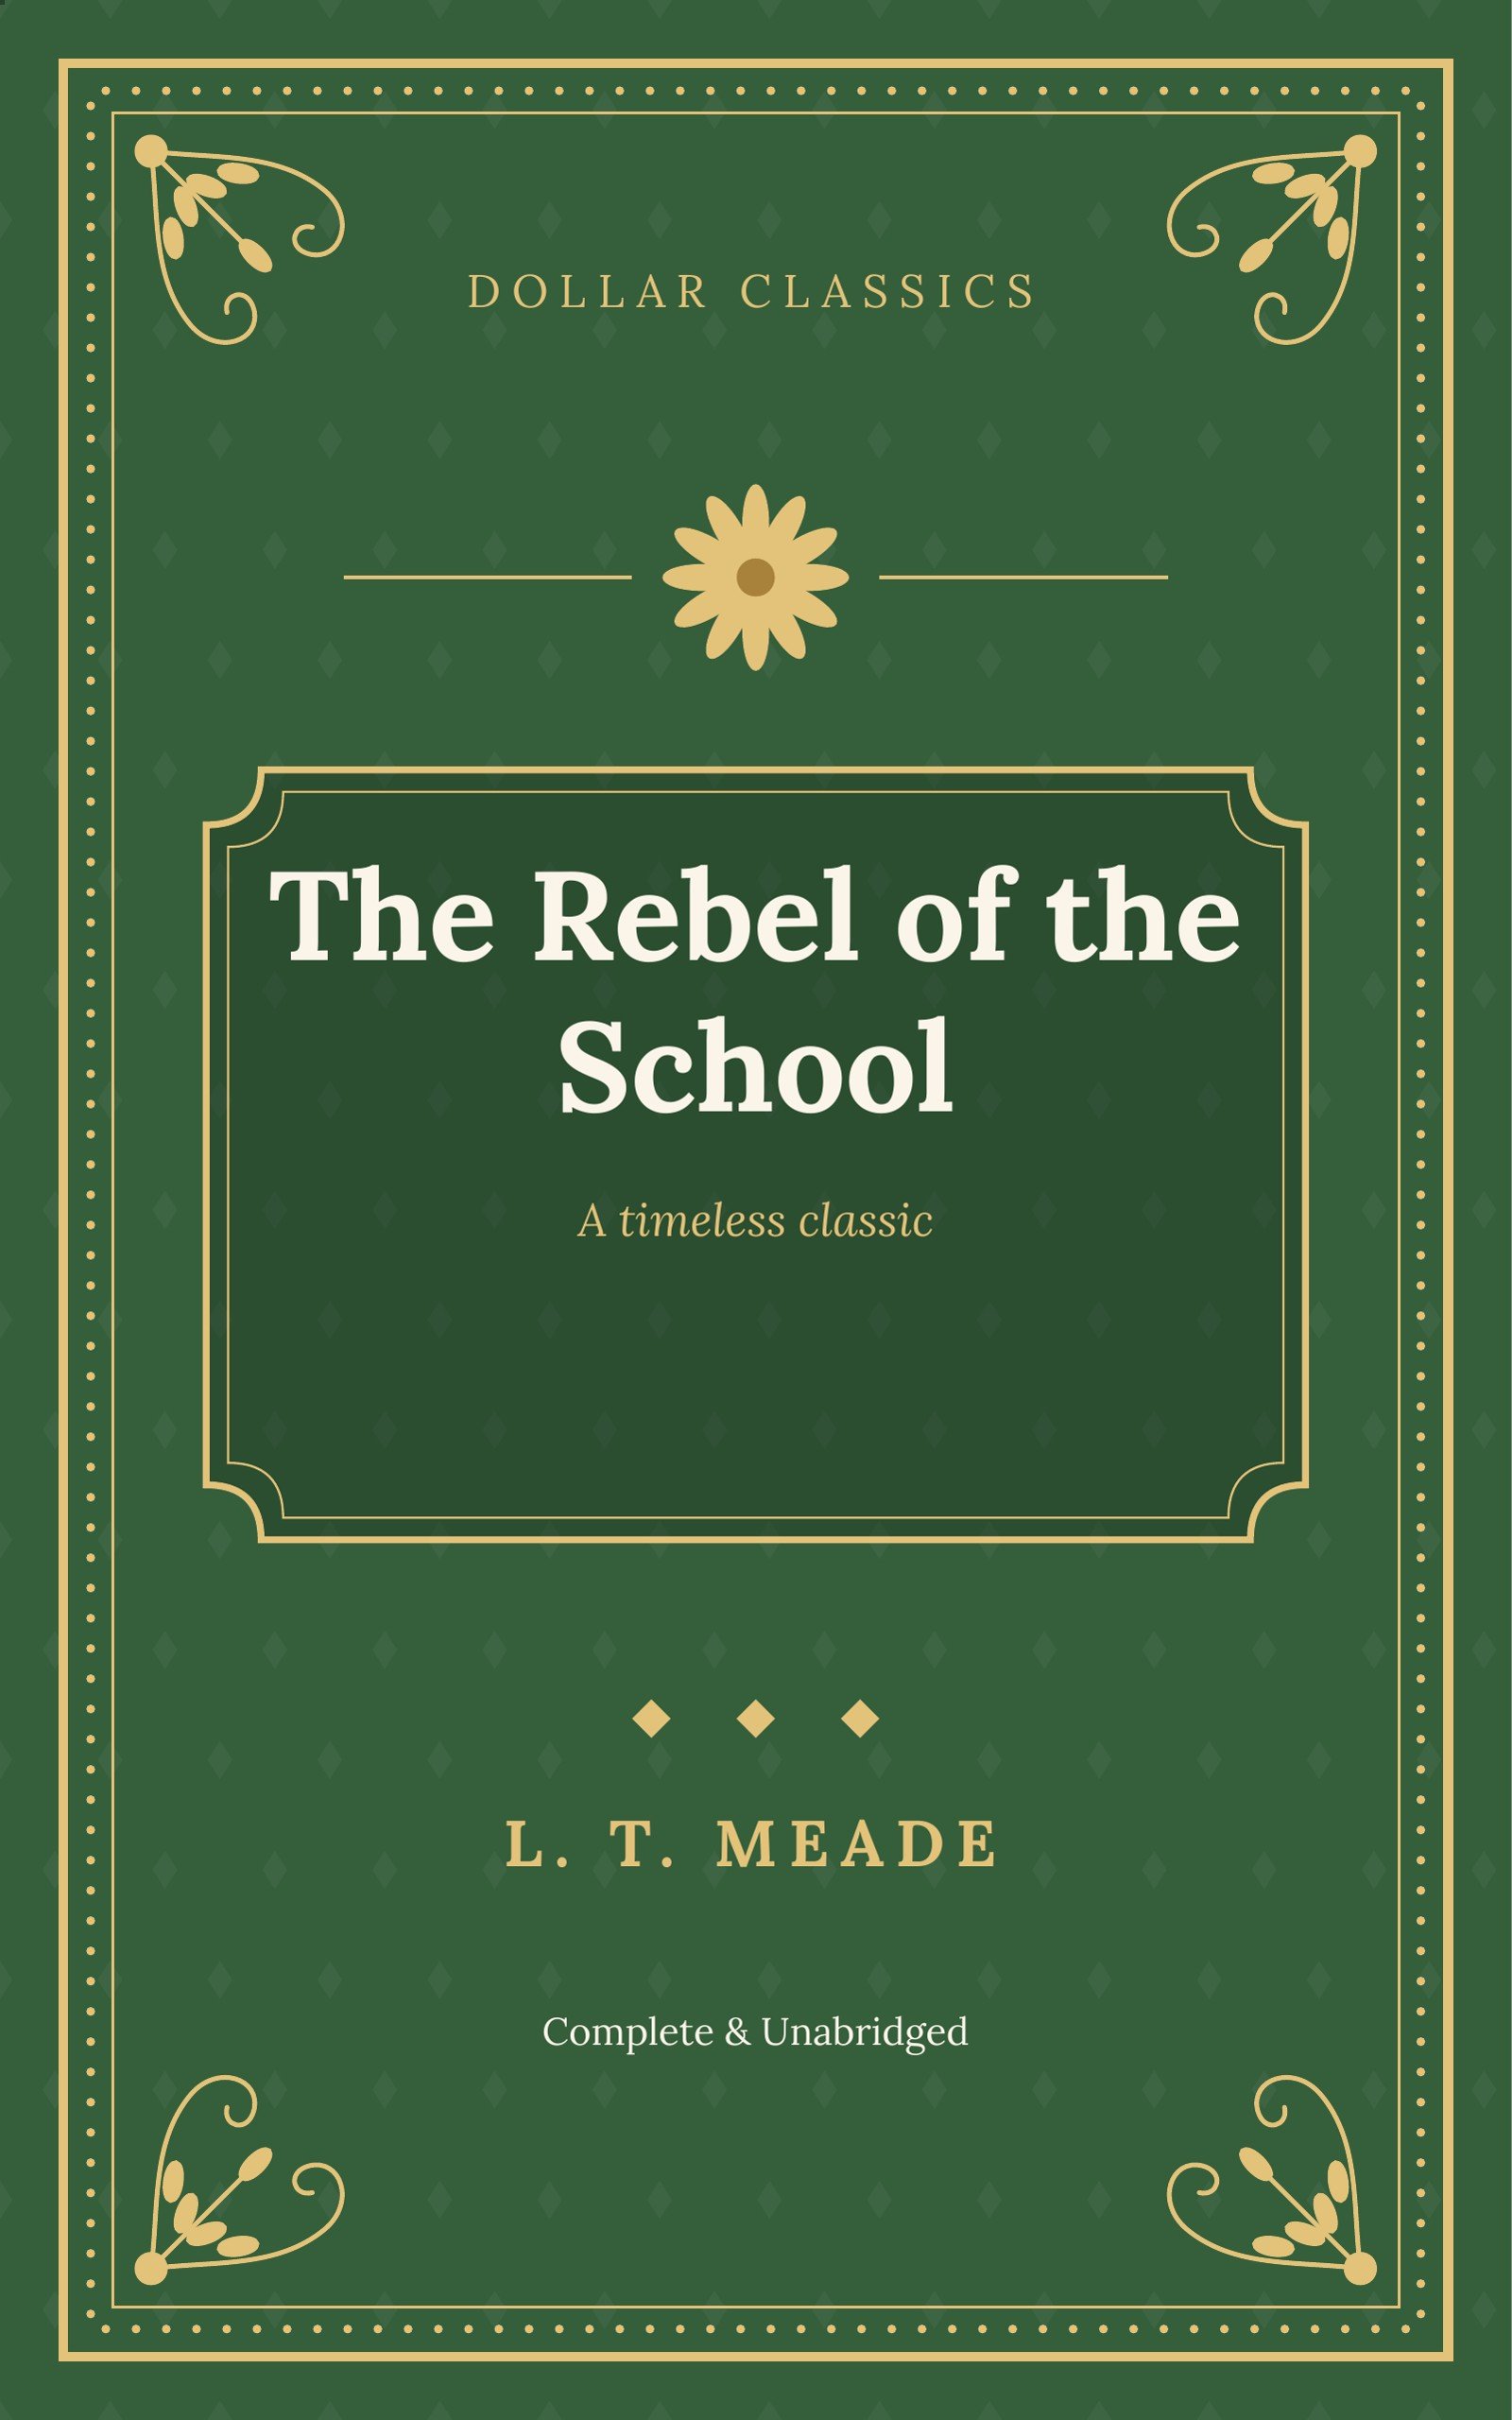 DOLLAR CLASSICS
The Rebel of the
School
A timeless classic
L. T. MEADE
Complete & Unabridged